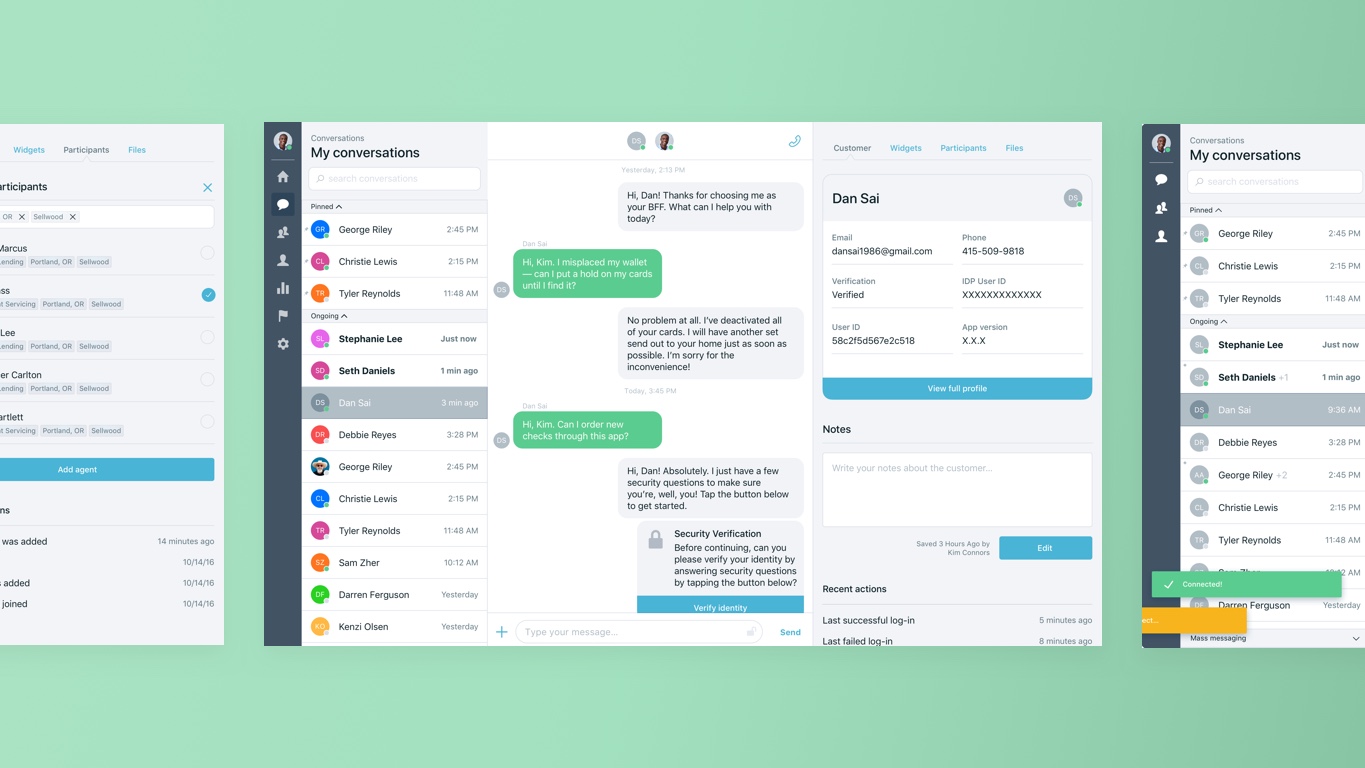 Widgets Participants Files
articipants
OR Sellwood
Marcus
ending Portland, OR Sellwood
ass
nt Servicing Portland, OR Sellwood
Lee
ending Portland, OR Sellwood
er Carlton
ending Portland, OR Sellwood
artlett
nt Servicing Portland, OR Sellwood
Add agent
ns
was added 14 minutes ago
10/14/16
s added 10/14/16
joined 10/14/16
Conversations
My conversations
search conversations
Pinned
GR George Riley 2:45 PM
CL Christie Lewis 2:15 PM
TR Tyler Reynolds 11:48 AM
Ongoing
SL Stephanie Lee Just now
SD Seth Daniels 1 min ago
DS Dan Sai 3 min ago
DR Debbie Reyes 3:28 PM
George Riley 2:45 PM
CL Christie Lewis 2:15 PM
TR Tyler Reynolds 11:48 AM
SZ Sam Zher 10:12 AM
DF Darren Ferguson Yesterday
KO Kenzi Olsen Yesterday
DS
Yesterday, 2:13 PM
Hi, Dan! Thanks for choosing me as
your BFF. What can I help you with
today?
Dan Sai
Hi, Kim. I misplaced my wallet
— can I put a hold on my cards
until I find it?
DS
No problem at all. I've deactivated all
of your cards. I will have another set
send out to your home just as soon as
possible. I'm sorry for the
inconvenience!
Today, 3:45 PM
Dan Sai
Hi, Kim. Can I order new
checks through this app?
DS
Hi, Dan! Absolutely. I just have a few
security questions to make sure
you're, well, you! Tap the button below
to get started.
Security Verification
Before continuing, can you
please verify your identity by
answering security questions
by tapping the button below?
Verify identity
Type your message... Send
Customer Widgets Participants Files
Dan Sai DS
Email Phone
dansai1986@gmail.com 415-509-9818
Verification IDP User ID
Verified XXXXXXXXXXXXX
User ID App version
58c2f5d567e2c518 X.X.X
View full profile
Notes
Write your notes about the customer...
Saved 3 Hours Ago by
Kim Connors
Edit
Recent actions
Last successful log-in 5 minutes ago
Last failed log-in 8 minutes ago
Conversations
My conversations
search conversations
Pinned
GR George Riley 2:45 PM
CL Christie Lewis 2:15 PM
TR Tyler Reynolds 11:48 AM
Ongoing
SL Stephanie Lee Just now
SD Seth Daniels +1 1 min ago
DS Dan Sai 9:36 AM
DR Debbie Reyes 3:28 PM
AA George Riley +2 2:45 PM
CL Christie Lewis 2:15 PM
TR Tyler Reynolds 11:48 AM
Connected!
DF Darren Ferguson Yesterday
ect...
Mass messaging